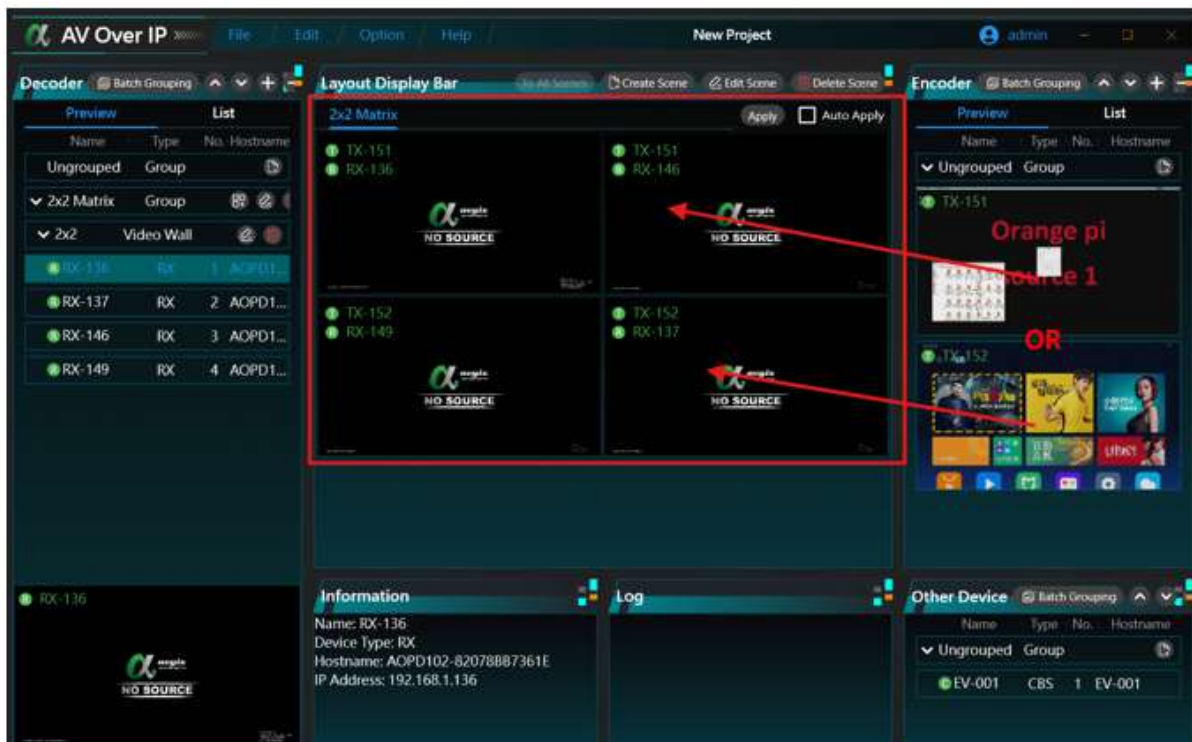 AV Over IP
File / Edit / Option / Help /
New Project
admin
Decoder
Batch Grouping
Preview
List
Name Type No. Hostname
Ungrouped Group
2x2 Matrix Group
2x2 Video Wall
RX-136 RX 1 AOPD1...
RX-137 RX 2 AOPD1...
RX-146 RX 3 AOPD1...
RX-149 RX 4 AOPD1...
RX-136
NO SOURCE
Layout Display Bar
Create Scene
Edit Scene
Delete Scene
2x2 Matrix
Apply
Auto Apply
TX-151
RX-136
NO SOURCE
TX-151
RX-146
NO SOURCE
TX-152
RX-149
NO SOURCE
TX-152
RX-137
NO SOURCE
Information
Name: RX-136
Device Type: RX
Hostname: AOPD102-82078BB7361E
IP Address: 192.168.1.136
Log
Encoder
Batch Grouping
Preview
List
Name Type No. Hostname
Ungrouped Group
TX-151
Orange pi
source 1
OR
TX-152
Other Device
Batch Grouping
Name Type No. Hostname
Ungrouped Group
EV-001 CBS 1 EV-001